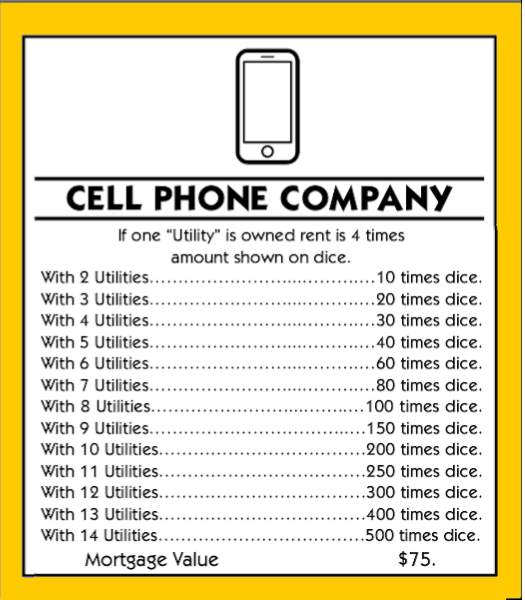 CELL PHONE COMPANY
If one "Utility" is owned rent is 4 times
amount shown on dice.
With 2 Utilities..........................................10 times dice.
With 3 Utilities..........................................20 times dice.
With 4 Utilities..........................................30 times dice.
With 5 Utilities..........................................40 times dice.
With 6 Utilities..........................................60 times dice.
With 7 Utilities..........................................80 times dice.
With 8 Utilities........................................100 times dice.
With 9 Utilities........................................150 times dice.
With 10 Utilities......................................200 times dice.
With 11 Utilities......................................250 times dice.
With 12 Utilities......................................300 times dice.
With 13 Utilities......................................400 times dice.
With 14 Utilities......................................500 times dice.
Mortgage Value $75.